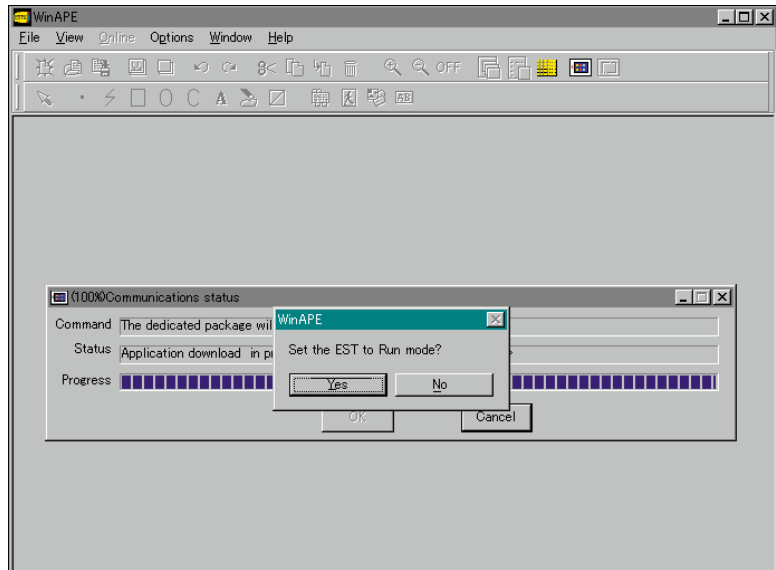 WinAPE
File View Online Options Window Help
OFF
A AB
(100%)Communications status
Command The dedicated package wil
Status Application download in pr
Progress
WinAPE
Set the EST to Run mode?
Yes No
OK Cancel